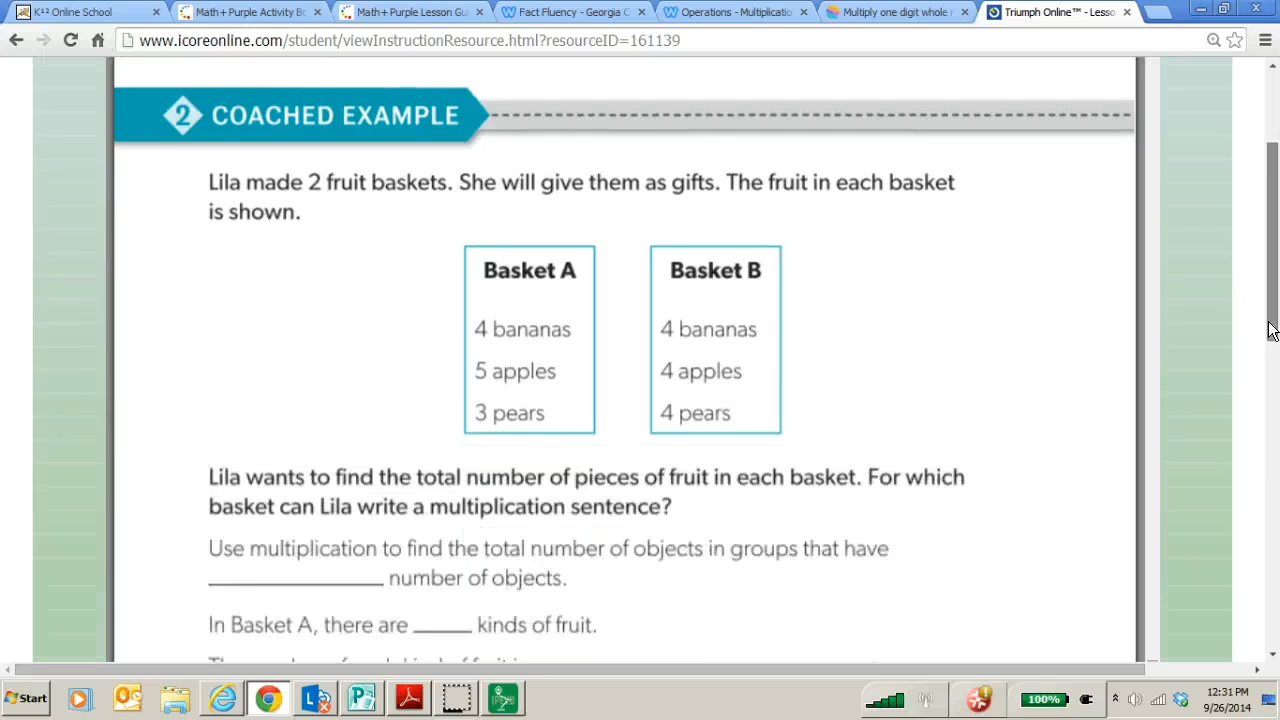 K¹² Online School
Math+ Purple Activity Bo
Math+ Purple Lesson Gui
Fact Fluency - Georgia C
Operations - Multiplicatio
Multiply one digit whole n
Triumph Online™ - Lesso
www.icoreonline.com/student/viewInstructionResource.html?resourceID=161139
2 COACHED EXAMPLE
Lila made 2 fruit baskets. She will give them as gifts. The fruit in each basket
is shown.
Basket A
4 bananas
5 apples
3 pears
Basket B
4 bananas
4 apples
4 pears
Lila wants to find the total number of pieces of fruit in each basket. For which
basket can Lila write a multiplication sentence?
Use multiplication to find the total number of objects in groups that have
_______________ number of objects.
In Basket A, there are _____ kinds of fruit.
Start
100%
12:31 PM
9/26/2014